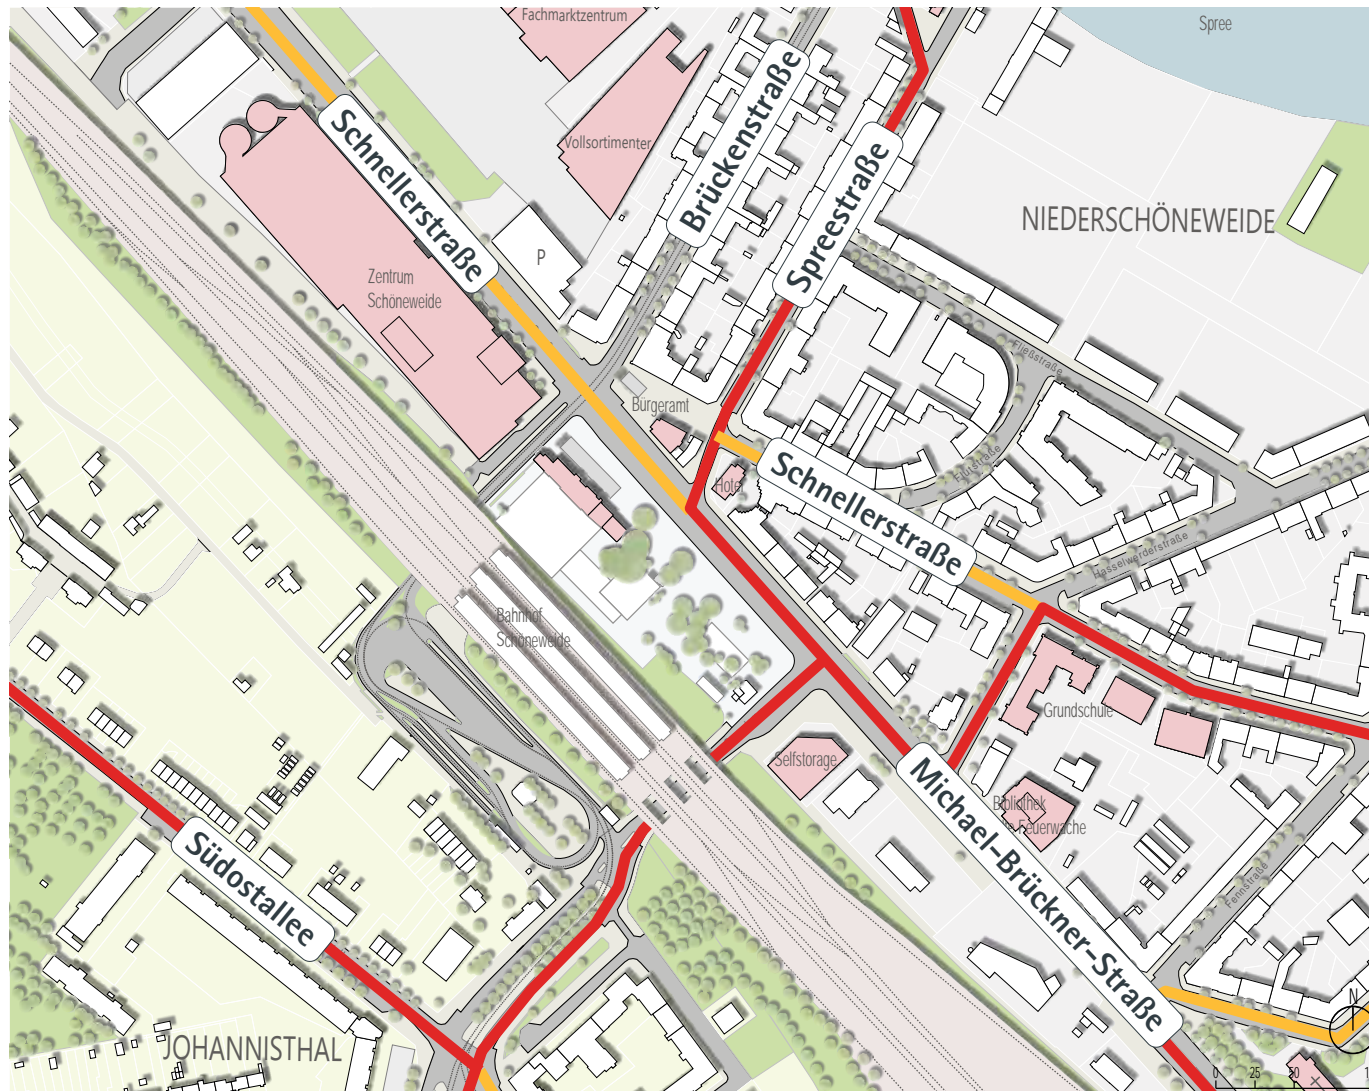 Fachmarktzentrum
Spree
Brückenstraße
Schnellerstraße
Vollsortimenter
Spreestraße
NIEDERSCHÖNEWEIDE
P
Zentrum
Schöneweide
Fließstraße
Bürgeramt
Flutstraße
Hotel
Schnellerstraße
Hasselwerderstraße
Bahnhof
Schöneweide
Grundschule
Selfstorage
Michael-Brückner-Straße
Bibliothek
Feuerwache
Südostallee
Fennstraße
JOHANNISTHAL
N
0 25 50